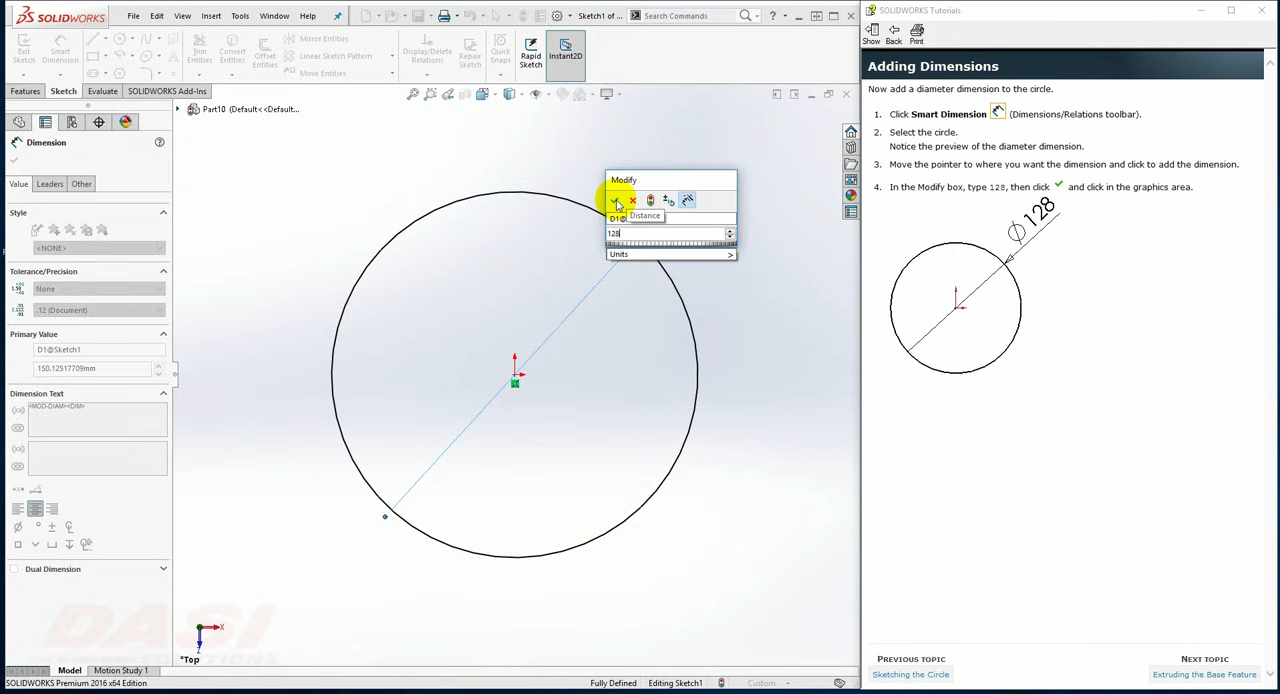 SOLIDWORKS
File
Edit
View
Insert
Tools
Window
Help
Sketch1 of ...
Search Commands
Exit Sketch
Smart Dimension
Trim Entities
Convert Entities
Offset Entities
Mirror Entities
Linear Sketch Pattern
Move Entities
Display/Delete Relations
Repair Sketch
Quick Snaps
Rapid Sketch
Instant2D
Features
Sketch
Evaluate
SOLIDWORKS Add-Ins
Part10 (Default<<Default...
Dimension
Value
Leaders
Other
Style
<NONE>
Tolerance/Precision
None
.12 (Document)
Primary Value
D1@Sketch1
150.12517709mm
Dimension Text
<MOD-DIAM><DIM>
Dual Dimension
Modify
Distance
D1@
128
Units
X
Z
*Top
DASI
SOLUTIONS
Model
Motion Study 1
SOLIDWORKS Premium 2016 x64 Edition
Fully Defined
Editing Sketch1
Custom
SOLIDWORKS Tutorials
Show
Back
Print
Adding Dimensions
Now add a diameter dimension to the circle.
1. Click Smart Dimension (Dimensions/Relations toolbar).
2. Select the circle.
Notice the preview of the diameter dimension.
3. Move the pointer to where you want the dimension and click to add the dimension.
4. In the Modify box, type 128, then click and click in the graphics area.
∅128
PREVIOUS TOPIC
Sketching the Circle
NEXT TOPIC
Extruding the Base Feature